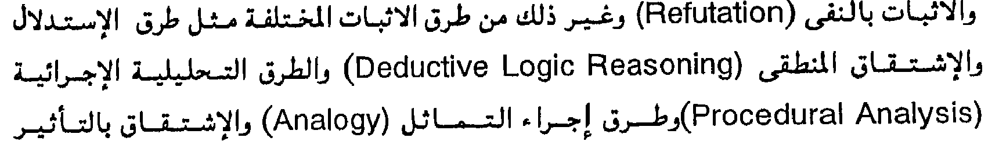 والاثبات بالنفى (Refutation) وغير ذلك من طرق الاثبات المختلفة مثل طرق الإستدلال
والإشتقاق المنطقى (Deductive Logic Reasoning) والطرق التحليلية الإجرائية
(Procedural Analysis)وطرق إجراء التماثل (Analogy) والإشتقاق بالتأثير